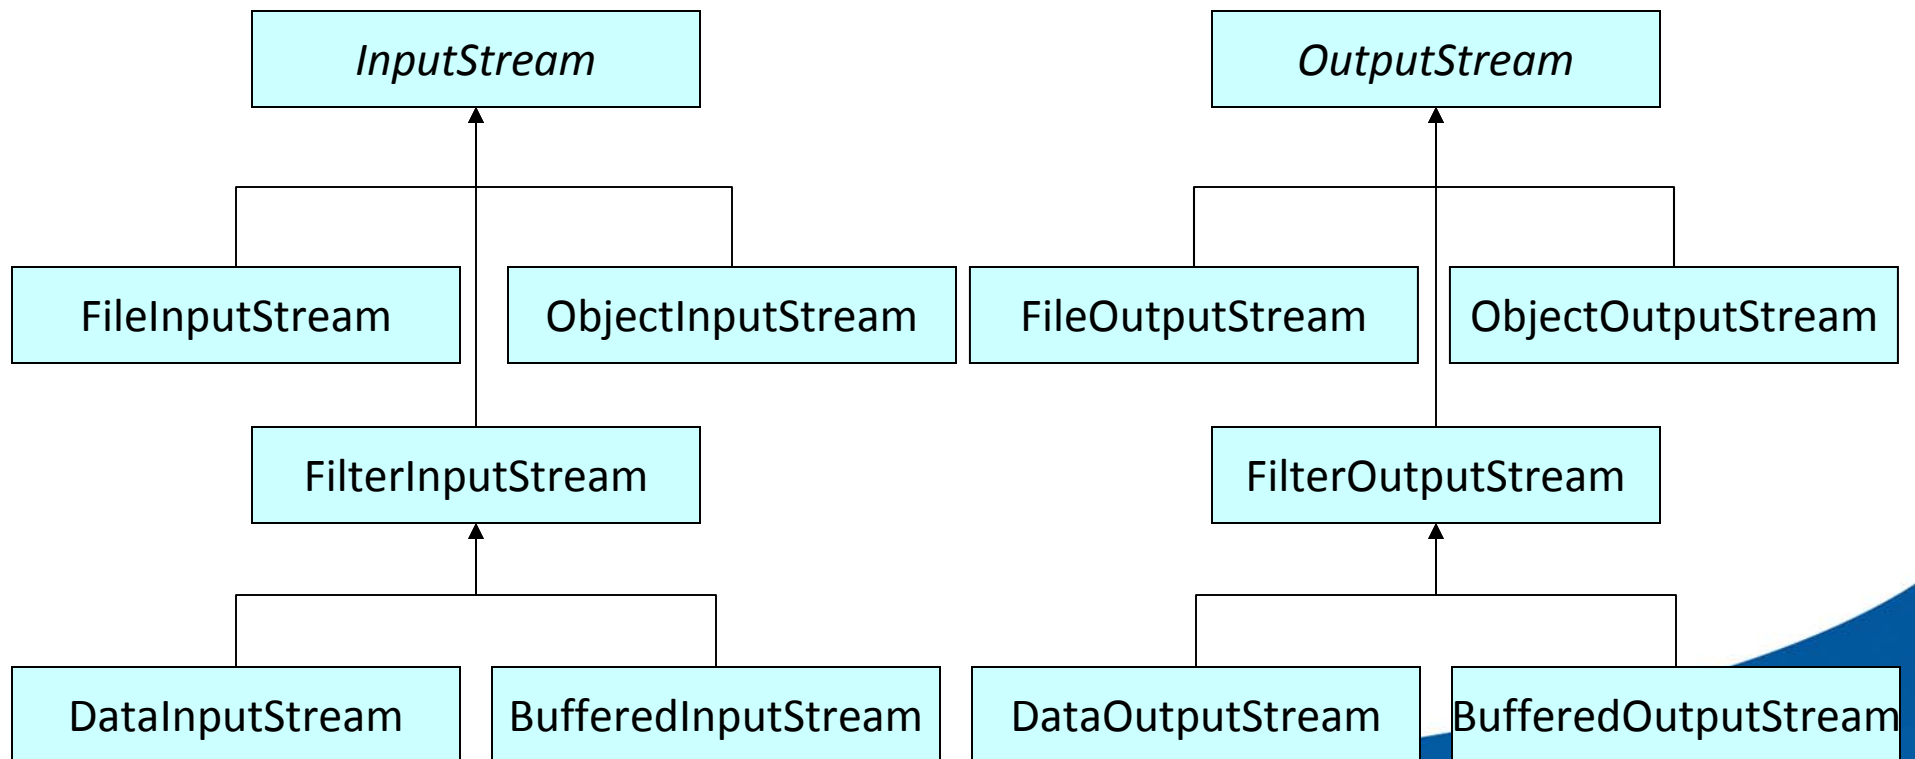 InputStream
OutputStream
FileInputStream
ObjectInputStream
FileOutputStream
ObjectOutputStream
FilterInputStream
FilterOutputStream
DataInputStream
BufferedInputStream
DataOutputStream
BufferedOutputStream